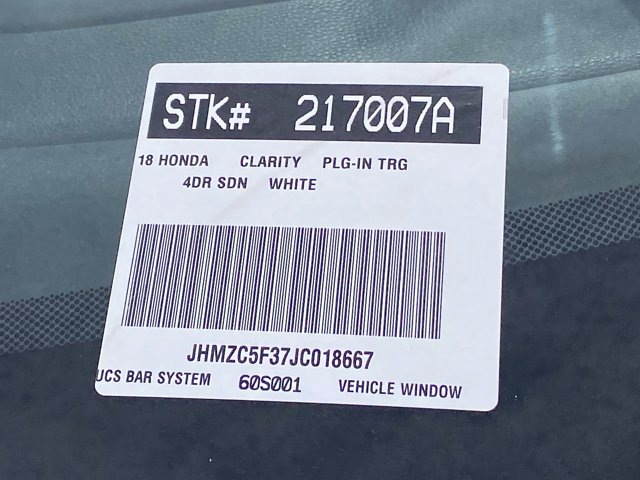 STK# 217007A
18 HONDA CLARITY PLG-IN TRG
4DR SDN WHITE
JHMZC5F37JC018667
UCS BAR SYSTEM 60S001 VEHICLE WINDOW